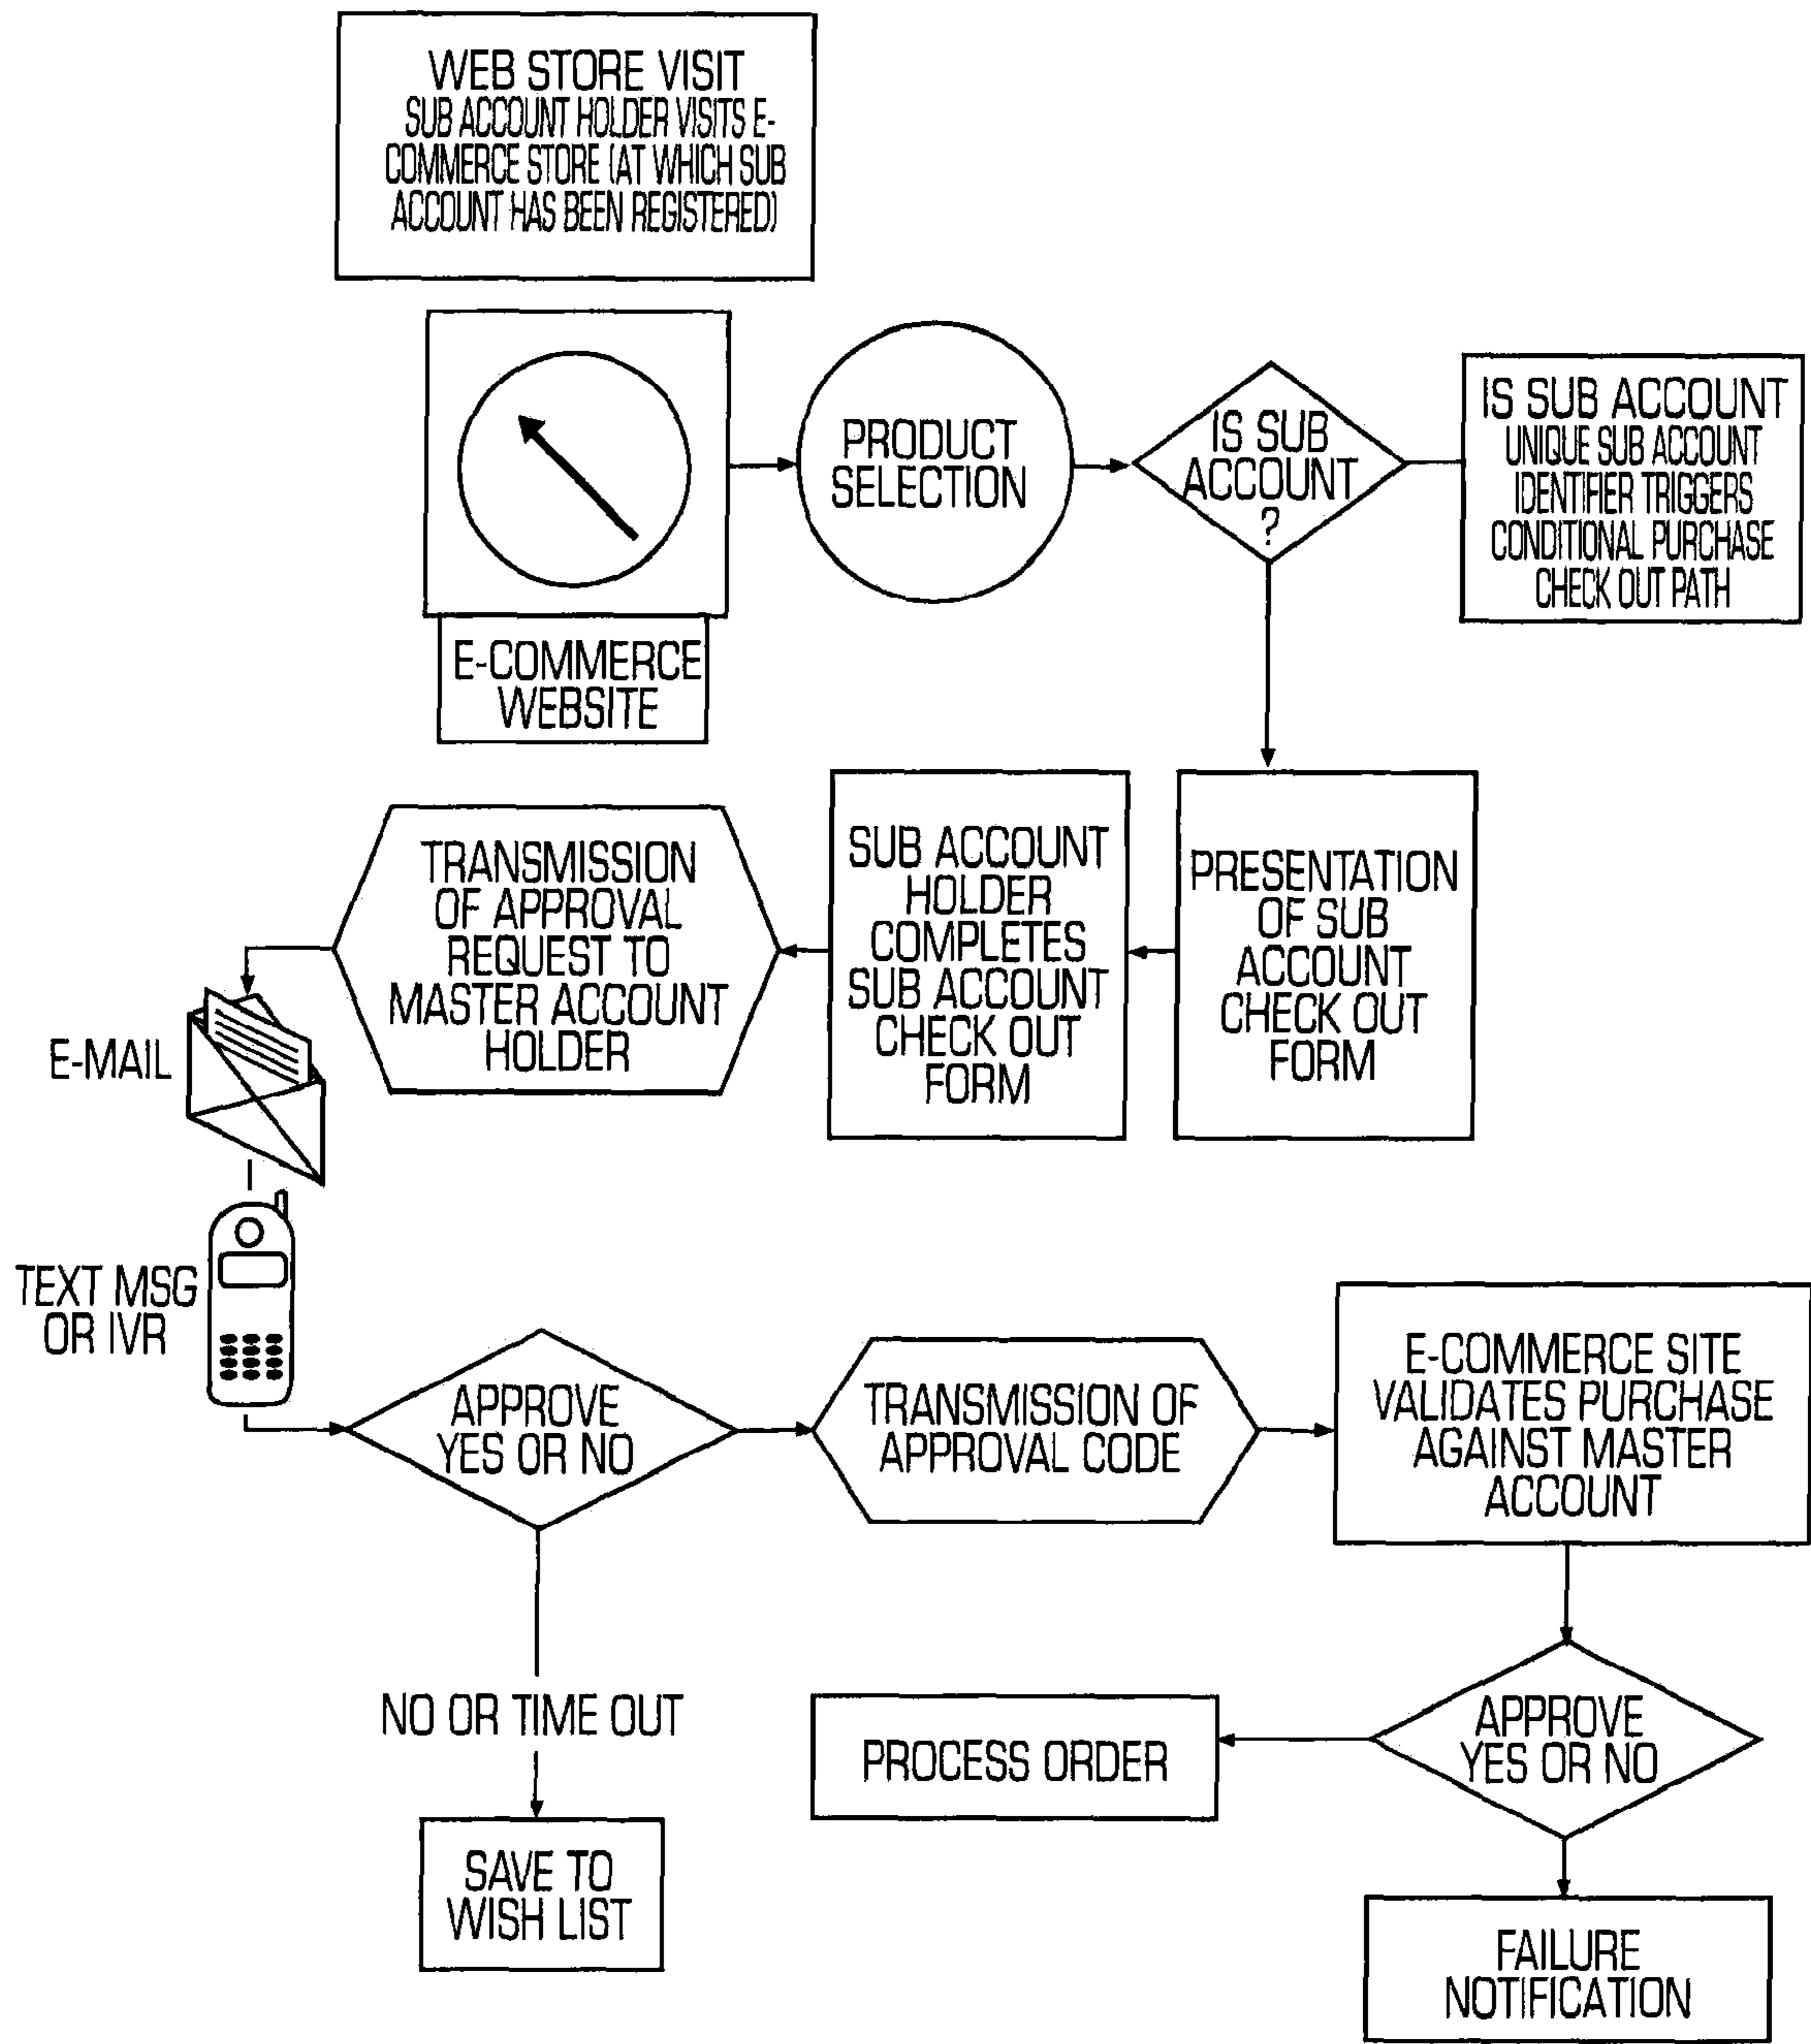 WEB STORE VISIT
SUB ACCOUNT HOLDER VISITS E-
COMMERCE STORE (AT WHICH SUB
ACCOUNT HAS BEEN REGISTERED)
E-COMMERCE
WEBSITE
PRODUCT
SELECTION
IS SUB
ACCOUNT
?
IS SUB ACCOUNT
UNIQUE SUB ACCOUNT
IDENTIFIER TRIGGERS
CONDITIONAL PURCHASE
CHECK OUT PATH
PRESENTATION
OF SUB
ACCOUNT
CHECK OUT
FORM
SUB ACCOUNT
HOLDER
COMPLETES
SUB ACCOUNT
CHECK OUT
FORM
TRANSMISSION
OF APPROVAL
REQUEST TO
MASTER ACCOUNT
HOLDER
E-MAIL
TEXT MSG
OR IVR
APPROVE
YES OR NO
TRANSMISSION OF
APPROVAL CODE
E-COMMERCE SITE
VALIDATES PURCHASE
AGAINST MASTER
ACCOUNT
NO OR TIME OUT
SAVE TO
WISH LIST
APPROVE
YES OR NO
PROCESS ORDER
FAILURE
NOTIFICATION